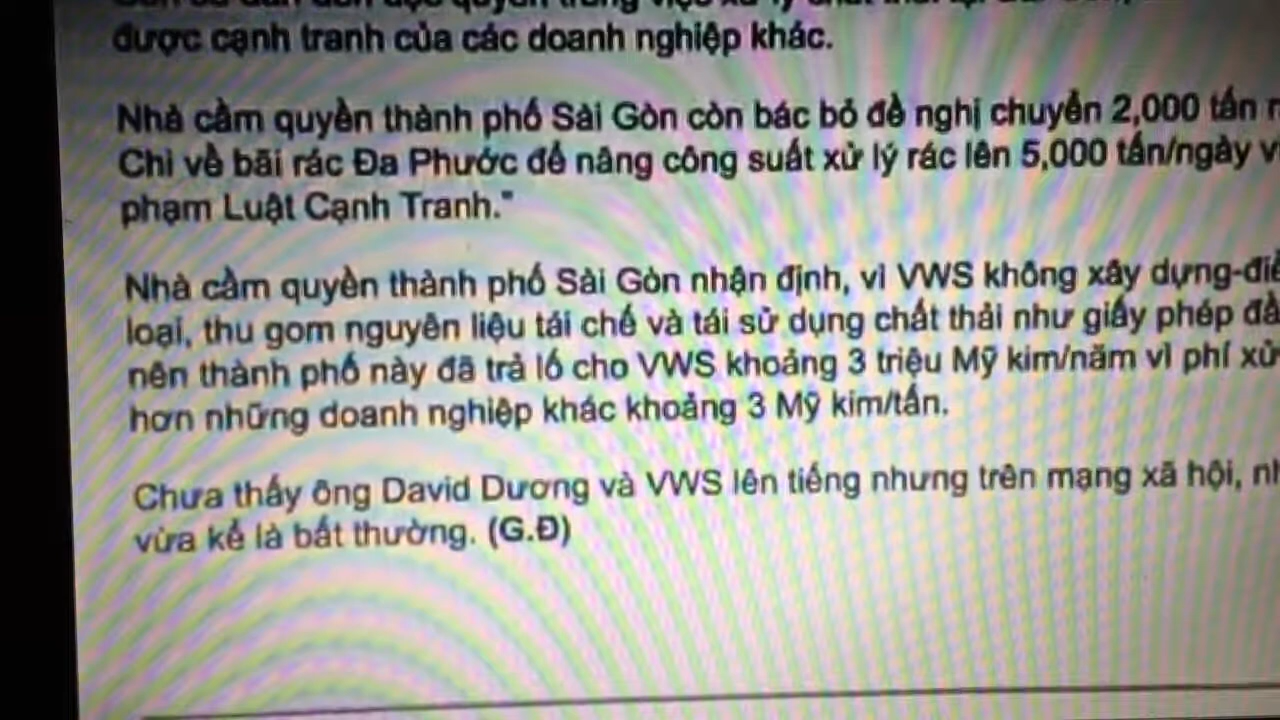 được cạnh tranh của các doanh nghiệp khác.
Nhà cầm quyền thành phố Sài Gòn còn bác bỏ đề nghị chuyển 2,000 tấn
Chi về bãi rác Đa Phước để nâng công suất xử lý rác lên 5,000 tấn/ngày
phạm Luật Cạnh Tranh."
Nhà cầm quyền thành phố Sài Gòn nhận định, vì VWS không xây dựng-
loại, thu gom nguyên liệu tái chế và tái sử dụng chất thải như giấy phép
nên thành phố này đã trả lố cho VWS khoảng 3 triệu Mỹ kim/năm vì phí xử
hơn những doanh nghiệp khác khoảng 3 Mỹ kim/tấn.
Chưa thấy ông David Dương và VWS lên tiếng nhưng trên mạng xã hội,
vừa kể là bất thường. (G.Đ)